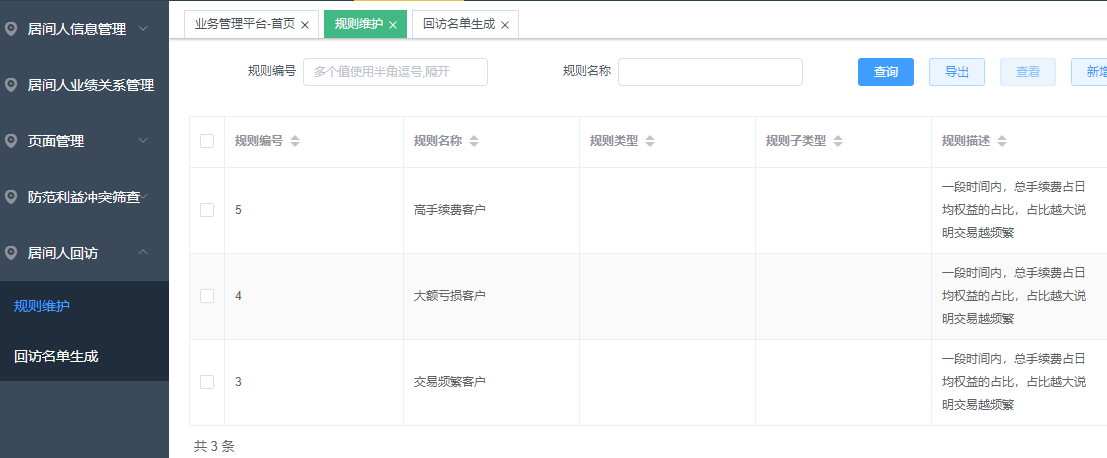 居间人信息管理
居间人业绩关系管理
页面管理
防范利益冲突筛查
居间人回访
规则维护
回访名单生成
业务管理平台-首页 × 规则维护 × 回访名单生成 ×
规则编号 多个值使用半角逗号,隔开 规则名称 查询 导出 查看 新增
规则编号 规则名称 规则类型 规则子类型 规则描述
5 高手续费客户 一段时间内，总手续费占日
均权益的占比，占比越大说
明交易越频繁
4 大额亏损客户 一段时间内，总手续费占日
均权益的占比，占比越大说
明交易越频繁
3 交易频繁客户 一段时间内，总手续费占日
均权益的占比，占比越大说
明交易越频繁
共 3 条